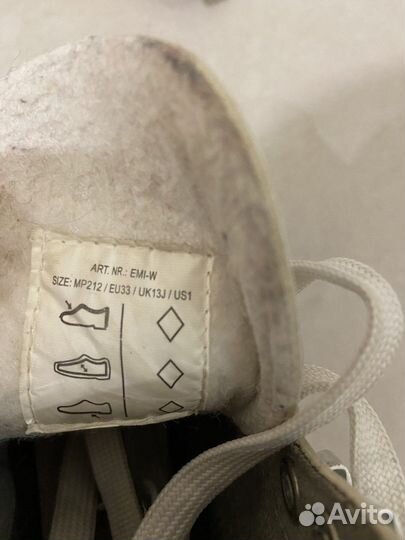 ART. NR.: EMI-W
SIZE: MP212 / EU33 / UK13J / US1
Avito